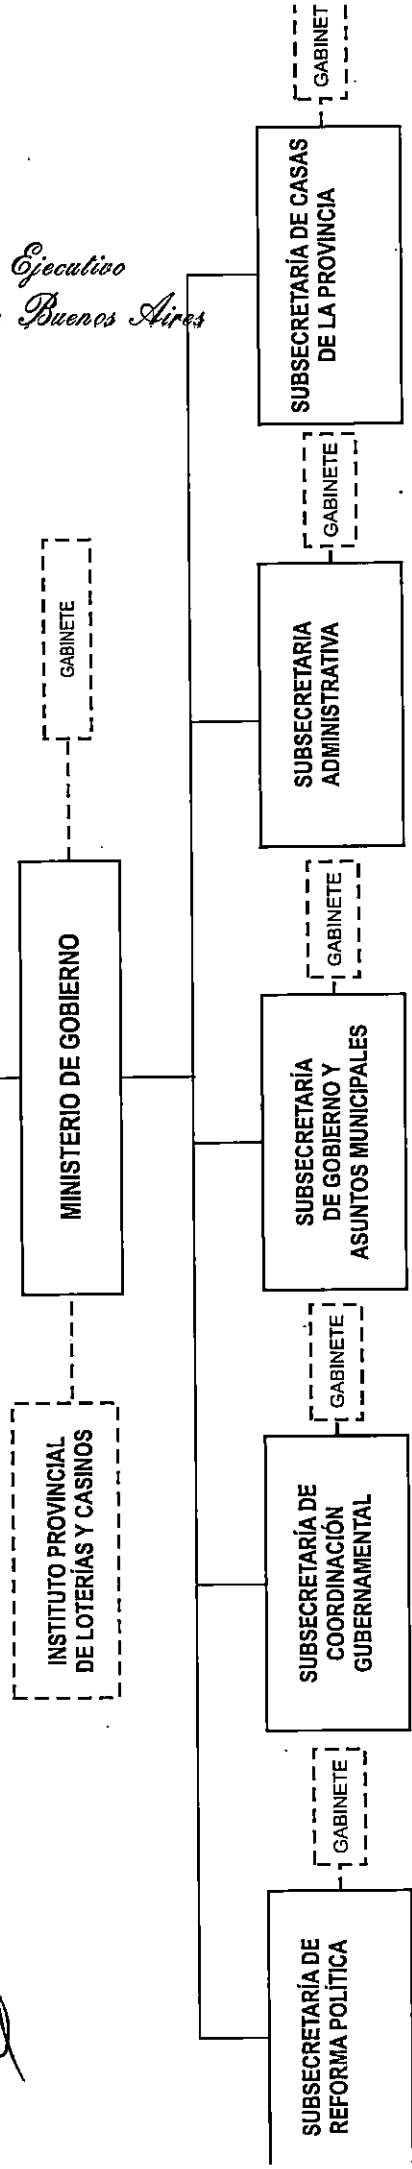 Ejecutivo
Buenos Aires
INSTITUTO PROVINCIAL
DE LOTERÍAS Y CASINOS
MINISTERIO DE GOBIERNO
GABINETE
SUBSECRETARÍA DE
REFORMA POLÍTICA
GABINETE
SUBSECRETARÍA DE
COORDINACIÓN
GUBERNAMENTAL
GABINETE
SUBSECRETARÍA
DE GOBIERNO Y
ASUNTOS MUNICIPALES
GABINETE
SUBSECRETARIA
ADMINISTRATIVA
GABINETE
SUBSECRETARÍA DE CASAS
DE LA PROVINCIA
GABINET